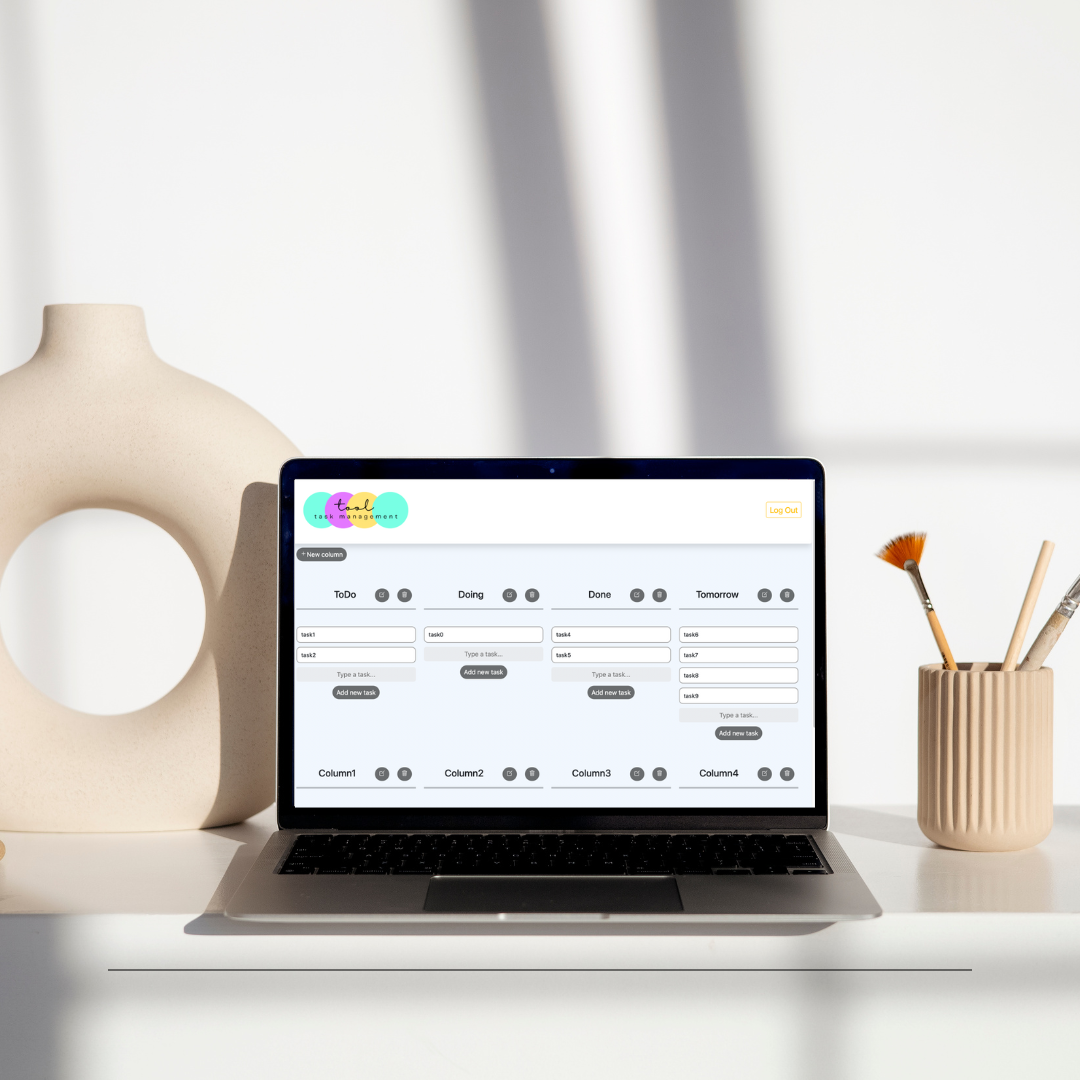 tool
task management
Log Out
+ New column
ToDo
Doing
Done
Tomorrow
task1
task0
task4
task6
task2
Type a task...
task5
task7
Type a task...
Add new task
Type a task...
task8
Add new task
Add new task
task9
Type a task...
Add new task
Column1
Column2
Column3
Column4